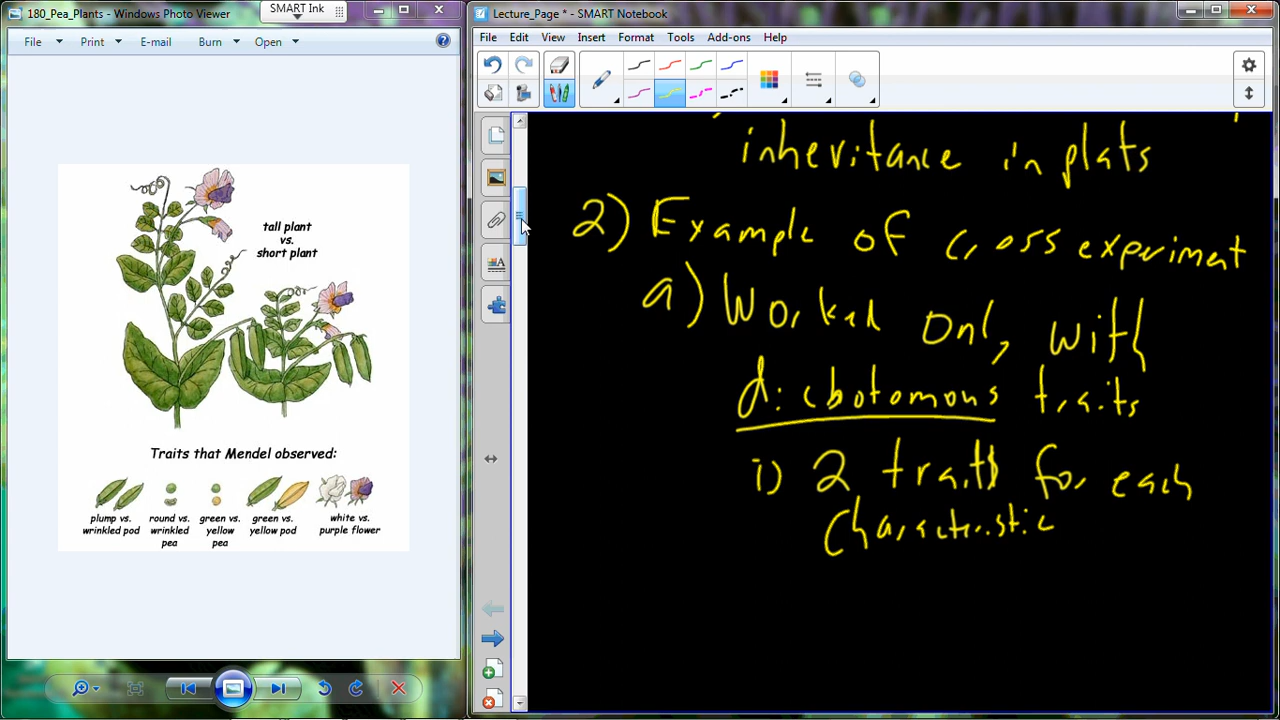 180_Pea_Plants - Windows Photo Viewer
SMART Ink
File Print E-mail Burn Open
tall plant
vs.
short plant
Traits that Mendel observed:
plump vs.
wrinkled pod
round vs.
wrinkled
pea
green vs.
yellow
pea
green vs.
yellow pod
white vs.
purple flower
Lecture_Page * - SMART Notebook
File Edit View Insert Format Tools Add-ons Help
inheritance in plats
2) Example of cross experiment
a) Worked only with
dichotomous traits
i) 2 traits for each
characteristic